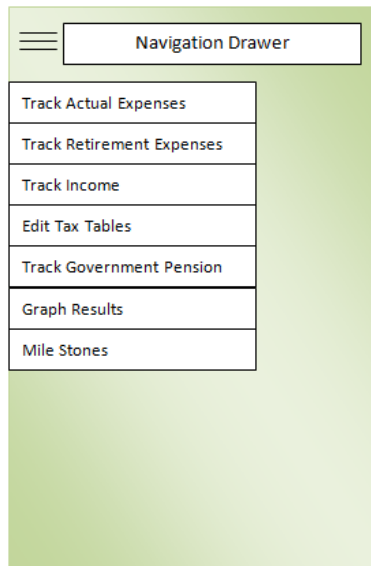 Navigation Drawer
Track Actual Expenses
Track Retirement Expenses
Track Income
Edit Tax Tables
Track Government Pension
Graph Results
Mile Stones